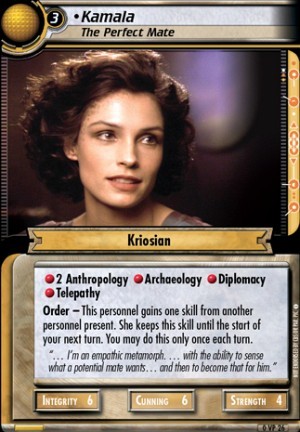 3
• Kamala
The Perfect Mate
Kriosian
2 Anthropology Archaeology Diplomacy
Telepathy
Order – This personnel gains one skill from another
personnel present. She keeps this skill until the start of
your next turn. You may do this only once each turn.
“. . . I'm an empathic metamorph. . . . with the ability to sense
what a potential mate wants… and then to become that for him.”
INTEGRITY 6 CUNNING 6 STRENGTH 4